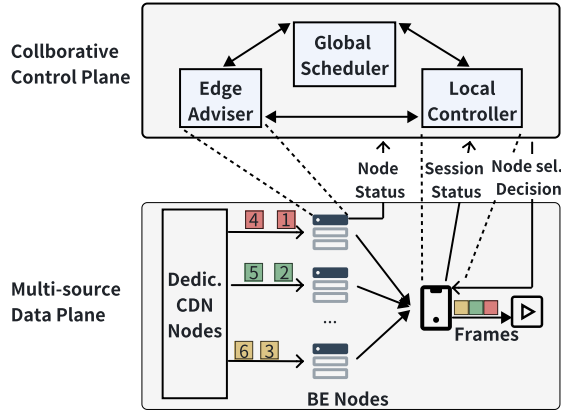 Collborative
Control Plane
Global
Scheduler
Edge
Adviser
Local
Controller
Node
Status
Session
Status
Node sel.
Decision
Multi-source
Data Plane
Dedic.
CDN
Nodes
4 1
5 2
...
6 3
BE Nodes
Frames